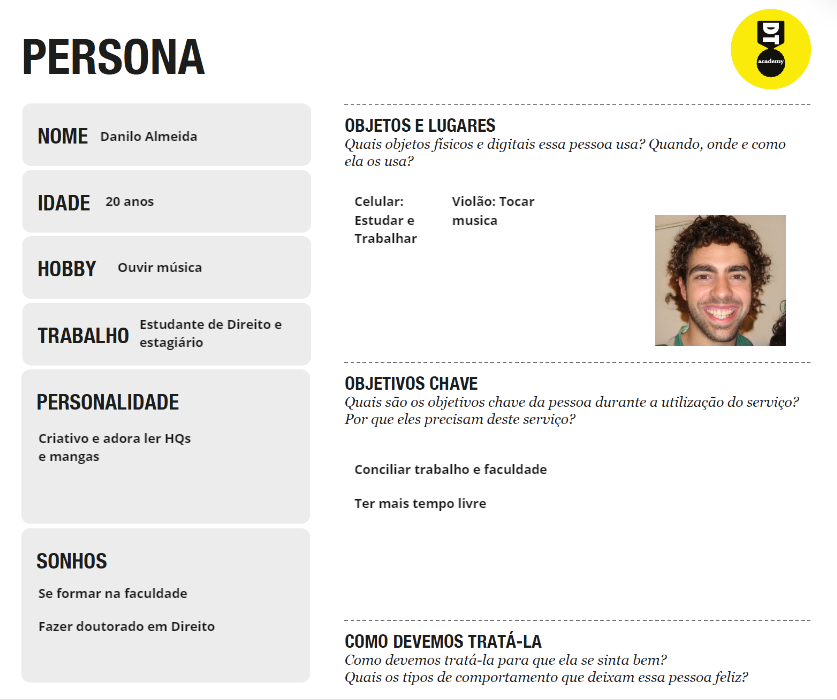 PERSONA
DT
academy
NOME Danilo Almeida
IDADE 20 anos
HOBBY Ouvir música
TRABALHO Estudante de Direito e
estagiário
PERSONALIDADE
Criativo e adora ler HQs
e mangas
SONHOS
Se formar na faculdade
Fazer doutorado em Direito
OBJETOS E LUGARES
Quais objetos físicos e digitais essa pessoa usa? Quando, onde e como
ela os usa?
Celular:
Estudar e
Trabalhar
Violão: Tocar
musica
OBJETIVOS CHAVE
Quais são os objetivos chave da pessoa durante a utilização do serviço?
Por que eles precisam deste serviço?
Conciliar trabalho e faculdade
Ter mais tempo livre
COMO DEVEMOS TRATÁ-LA
Como devemos tratá-la para que ela se sinta bem?
Quais os tipos de comportamento que deixam essa pessoa feliz?